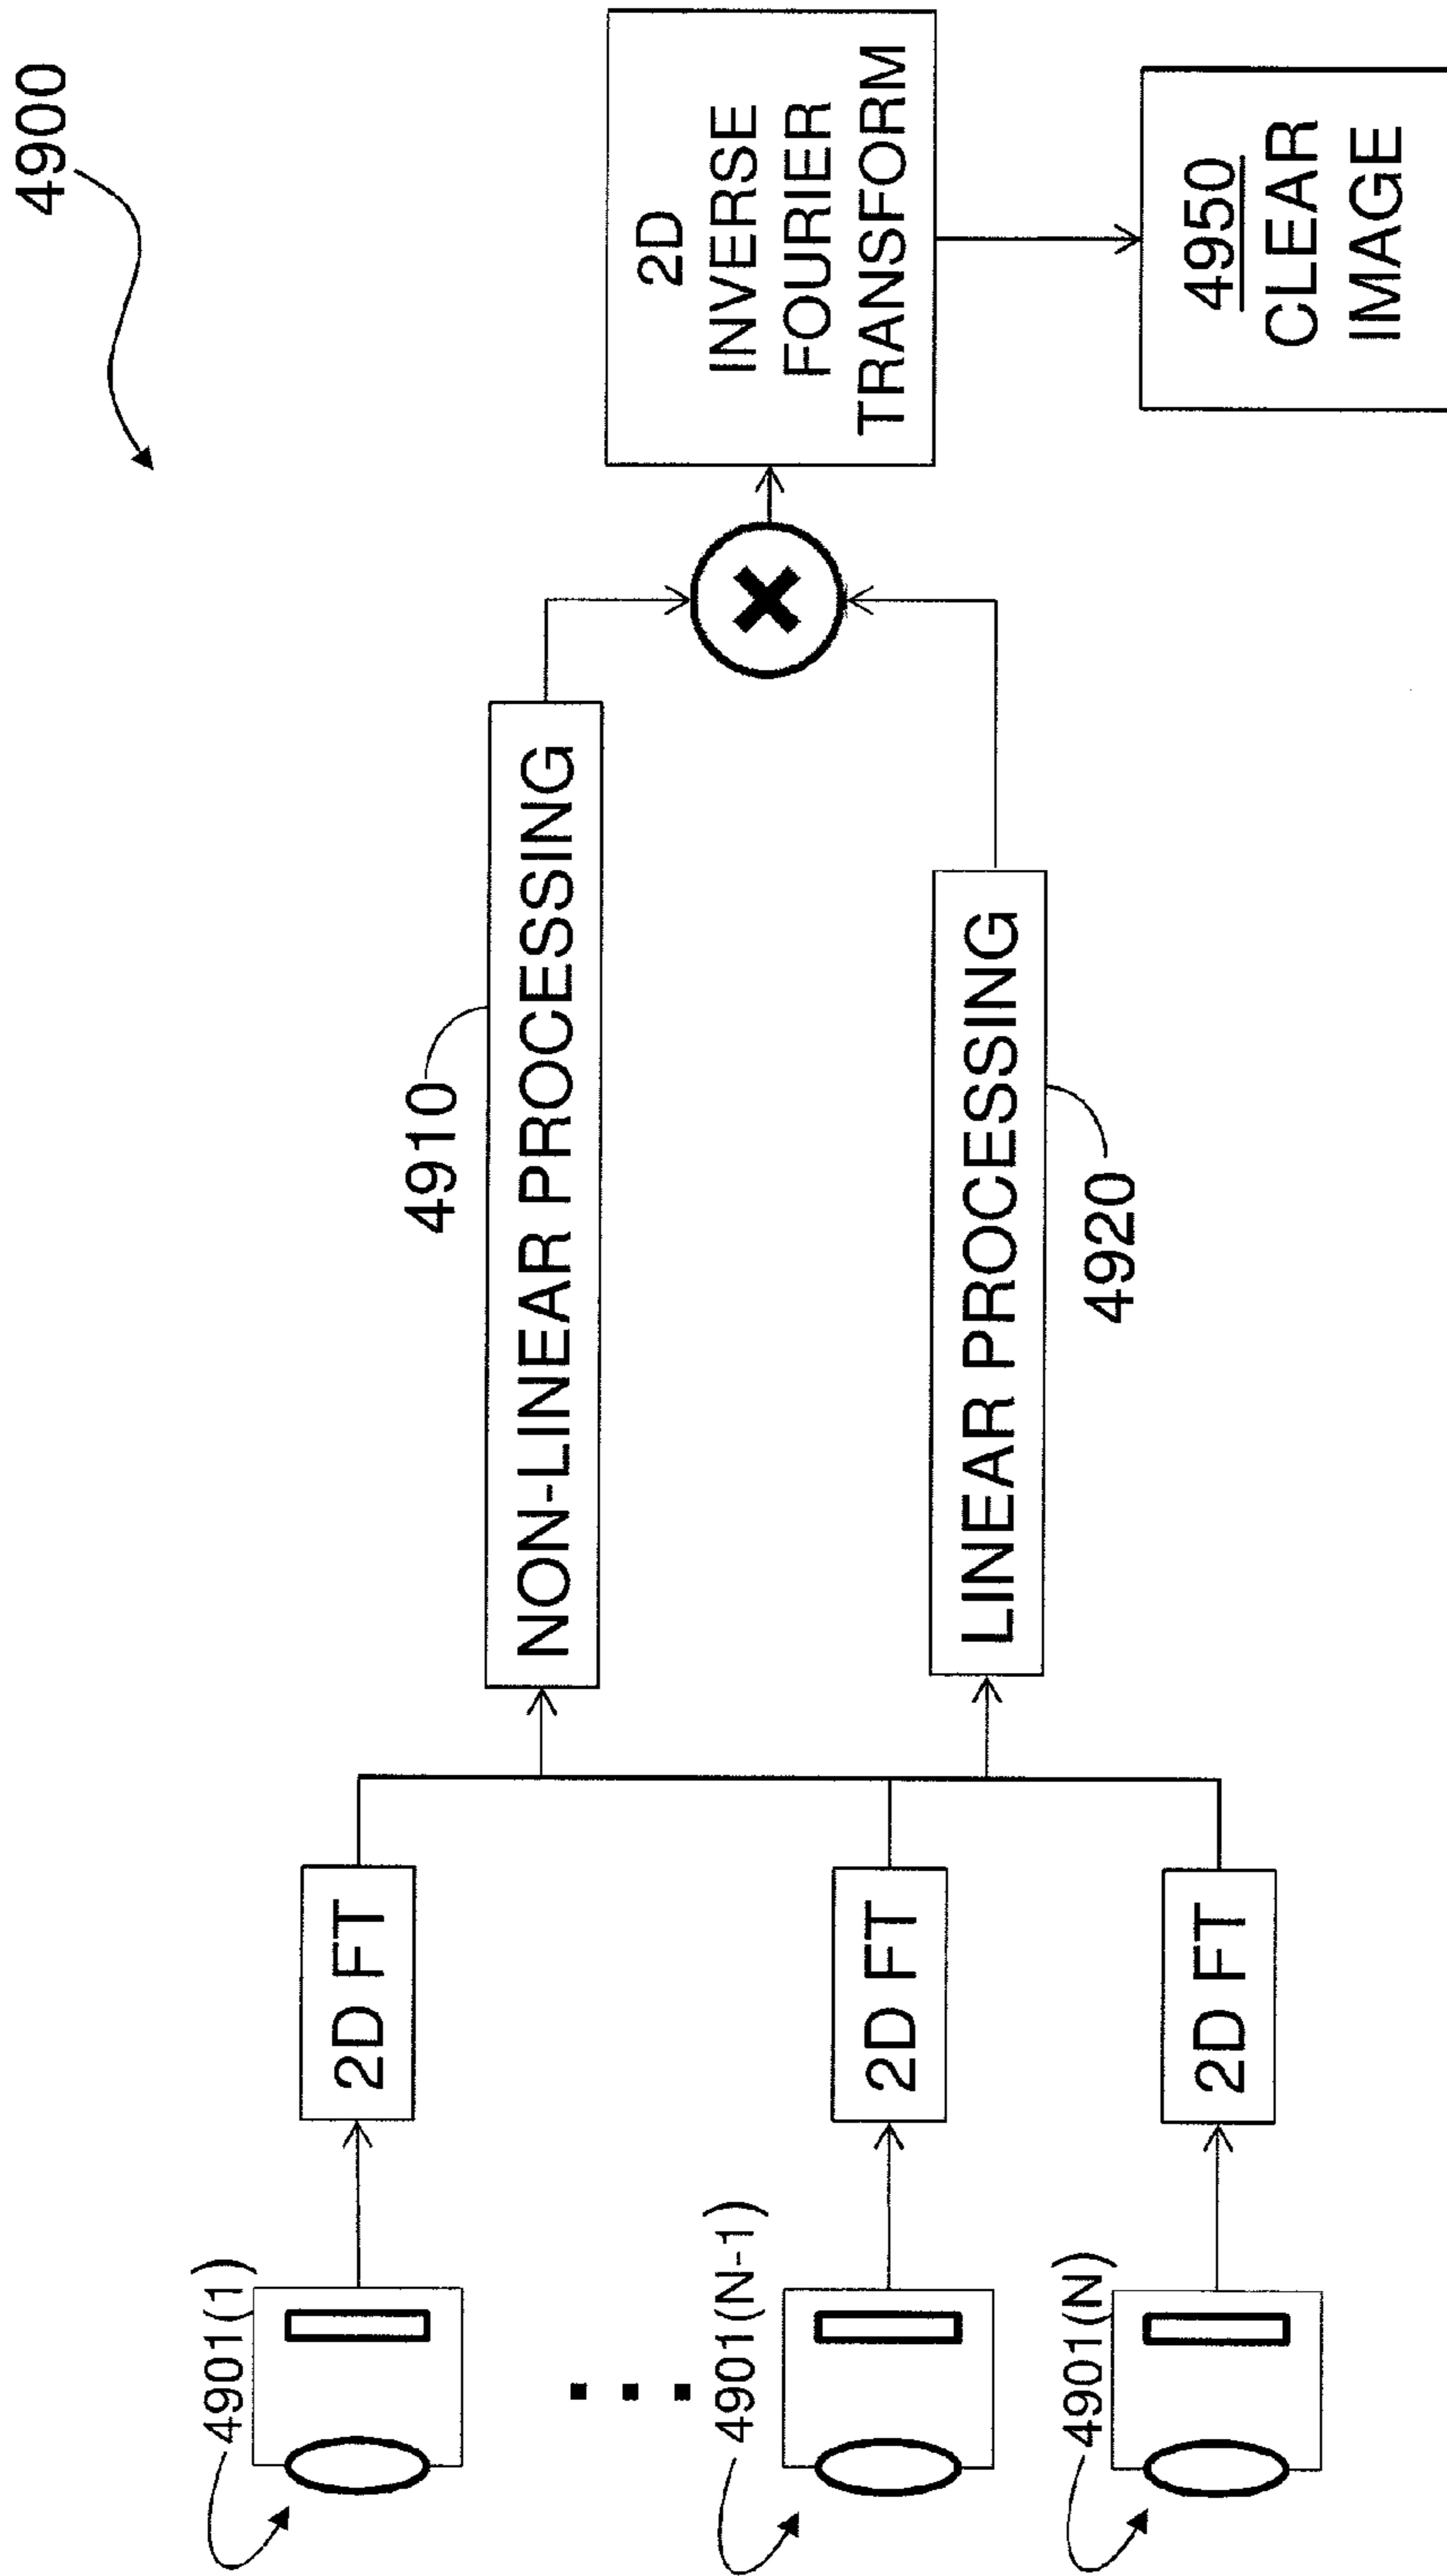 4900
4901(1)
2D FT
4901(N-1)
2D FT
4901(N)
2D FT
4910
NON-LINEAR PROCESSING
LINEAR PROCESSING
4920
2D
INVERSE
FOURIER
TRANSFORM
4950
CLEAR
IMAGE